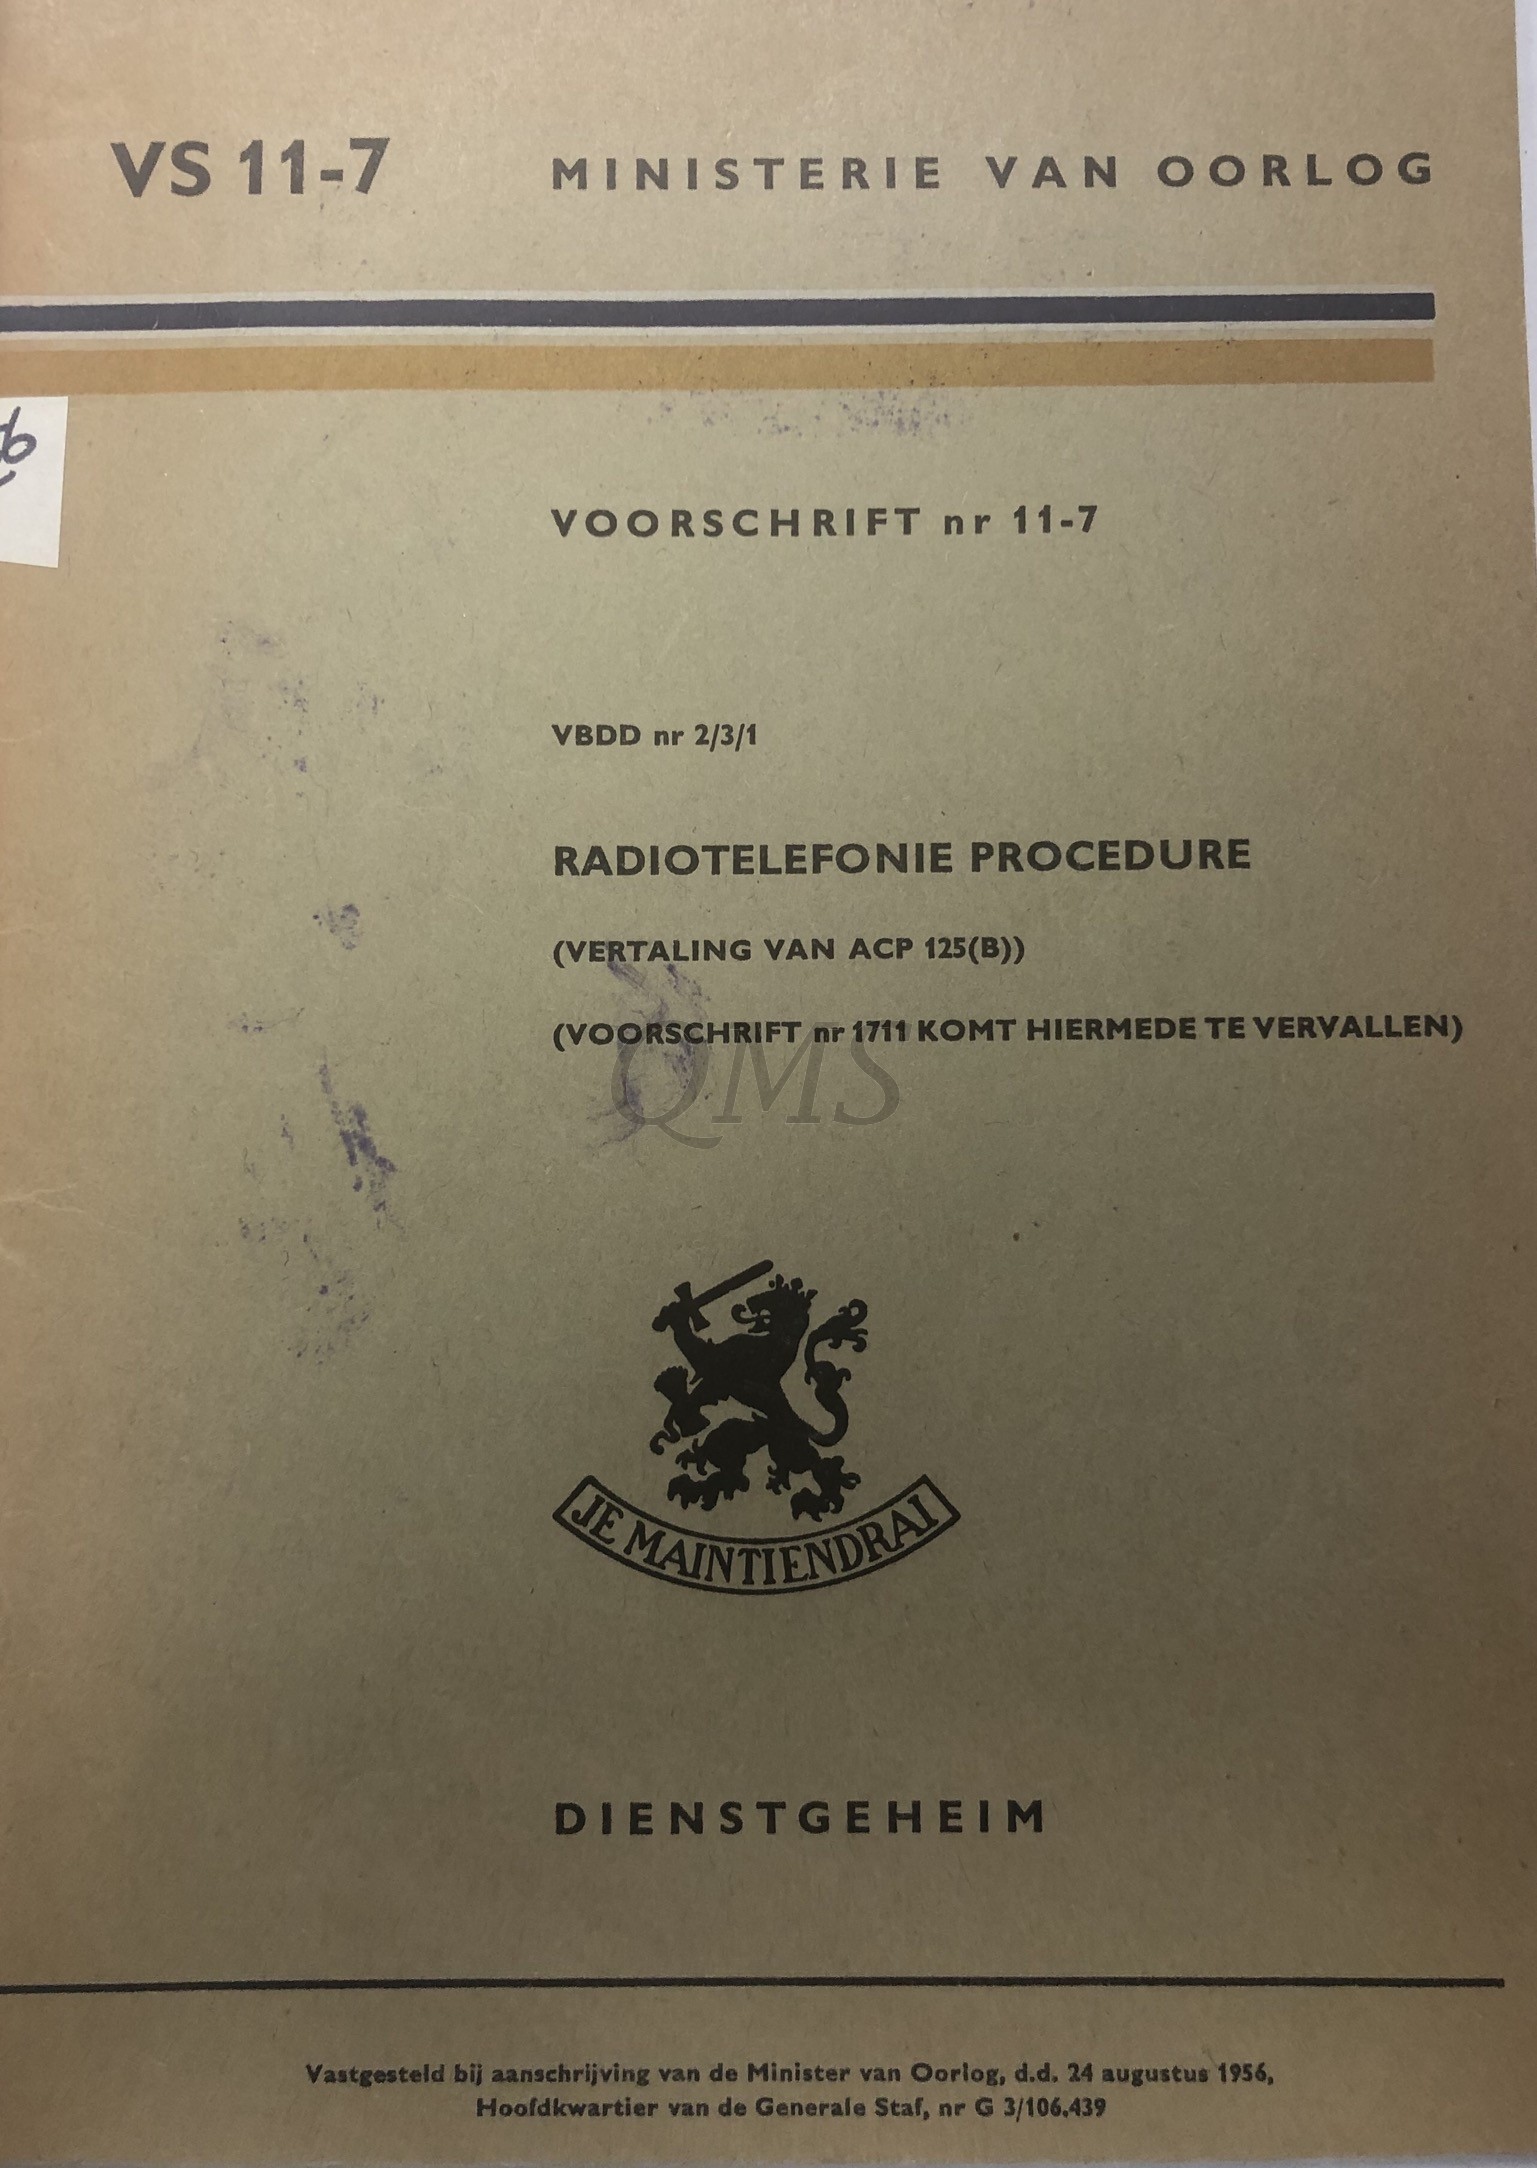 VS 11-7 MINISTERIE VAN OORLOG
VOORSCHRIFT nr 11-7
VBDD nr 2/3/1
RADIOTELEFONIE PROCEDURE
(VERTALING VAN ACP 125(B))
(VOORSCHRIFT nr 1711 KOMT HIERMEDE TE VERVALLEN)
QMS
JE MAINTIENDRAI
DIENSTGEHEIM
Vastgesteld bij aanschrijving van de Minister van Oorlog, d.d. 24 augustus 1956,
Hoofdkwartier van de Generale Staf, nr G 3/106.439